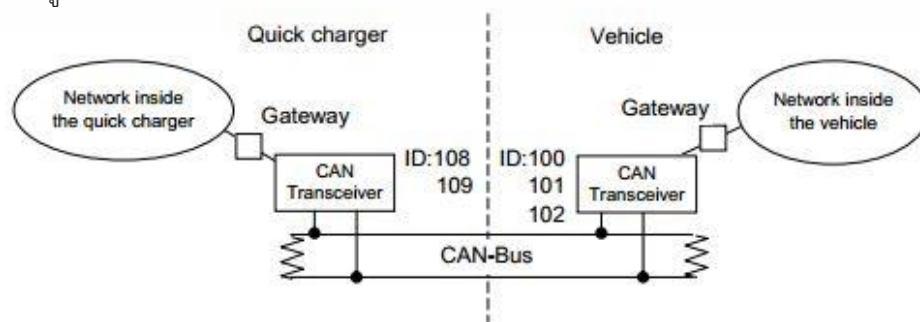 Quick charger
Vehicle
Network inside
the quick charger
Gateway
CAN
Transceiver
ID:108
109
ID:100
101
102
CAN
Transceiver
Gateway
Network inside
the vehicle
CAN-Bus